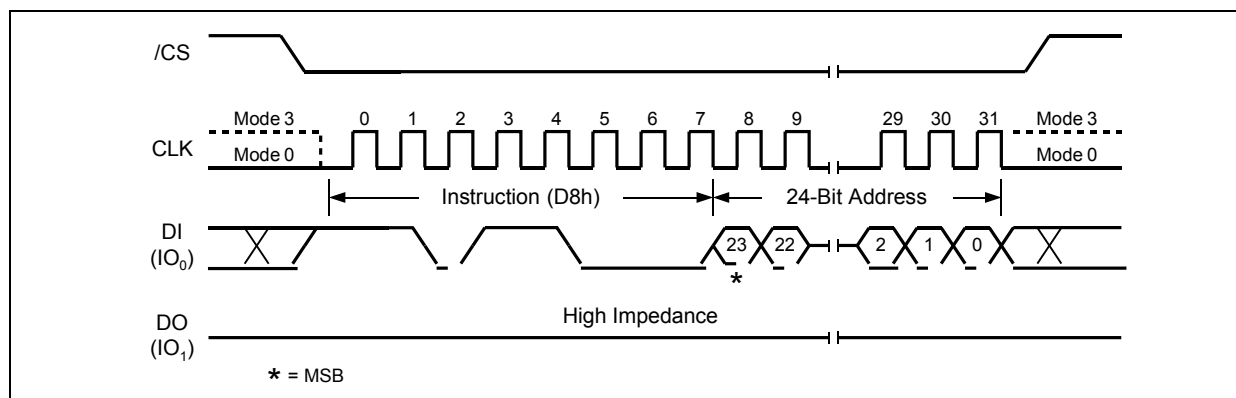 /CS
Mode 3 0 1 2 3 4 5 6 7 8 9 29 30 31 Mode 3
CLK
Mode 0 Mode 0
Instruction (D8h) 24-Bit Address
DI
(IO₀)
23 22 2 1 0
*
High Impedance
DO
(IO₁)
* = MSB